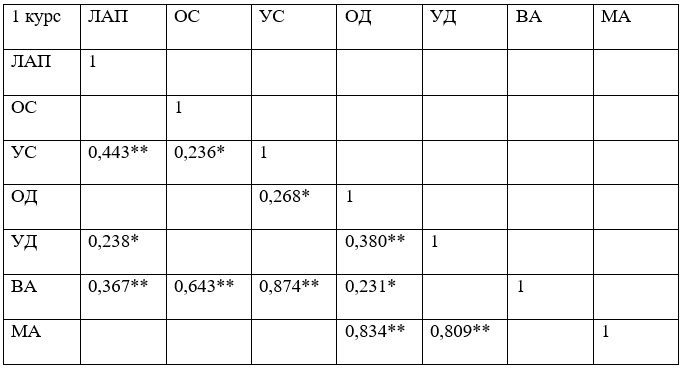 1 курс ЛАП ОС УС ОД УД ВА МА
ЛАП 1
ОС 1
УС 0,443** 0,236* 1
ОД 0,268* 1
УД 0,238* 0,380** 1
ВА 0,367** 0,643** 0,874** 0,231* 1
МА 0,834** 0,809** 1